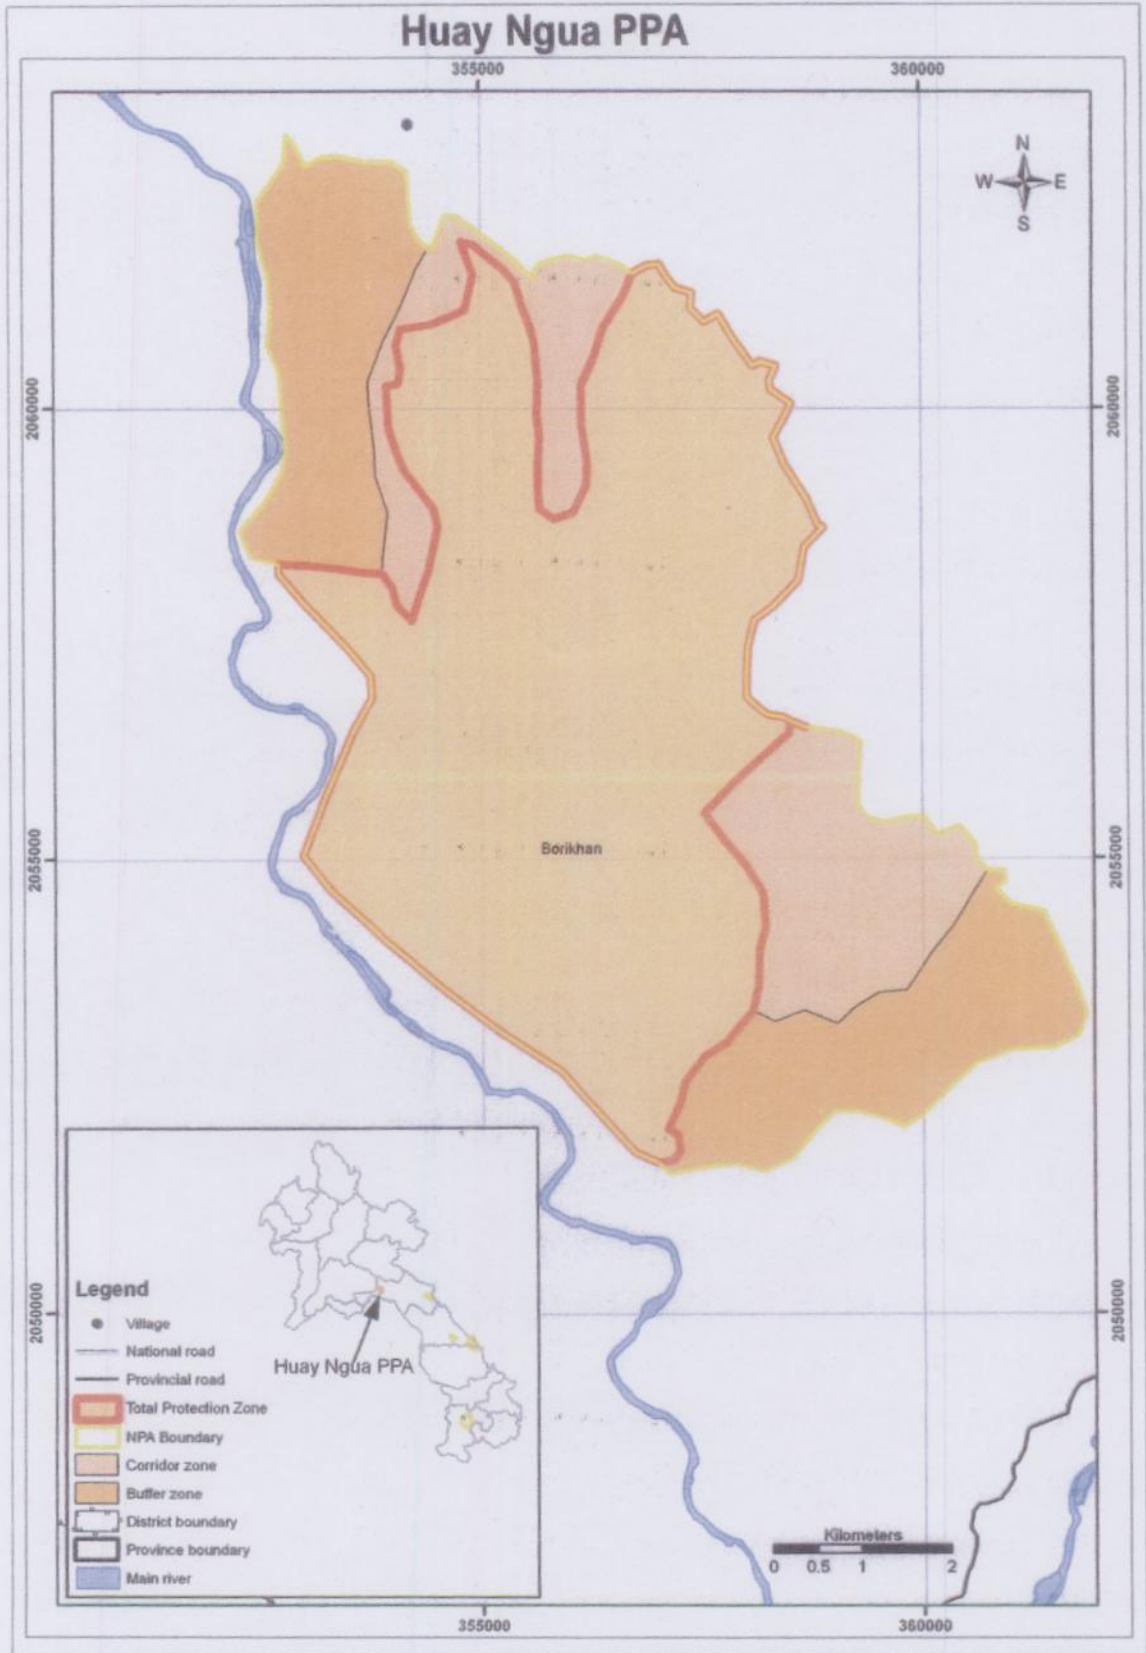 Huay Ngua PPA
355000 360000
N
W E
S
2060000 2060000
Borikhan
2055000 2055000
Legend
Village
National road
Huay Ngua PPA
Provincial road
Total Protection Zone
NPA Boundary
Corridor zone
Buffer zone
District boundary
Province boundary
Main river
2050000 2050000
Kilometers
0 0.5 1 2
355000 360000